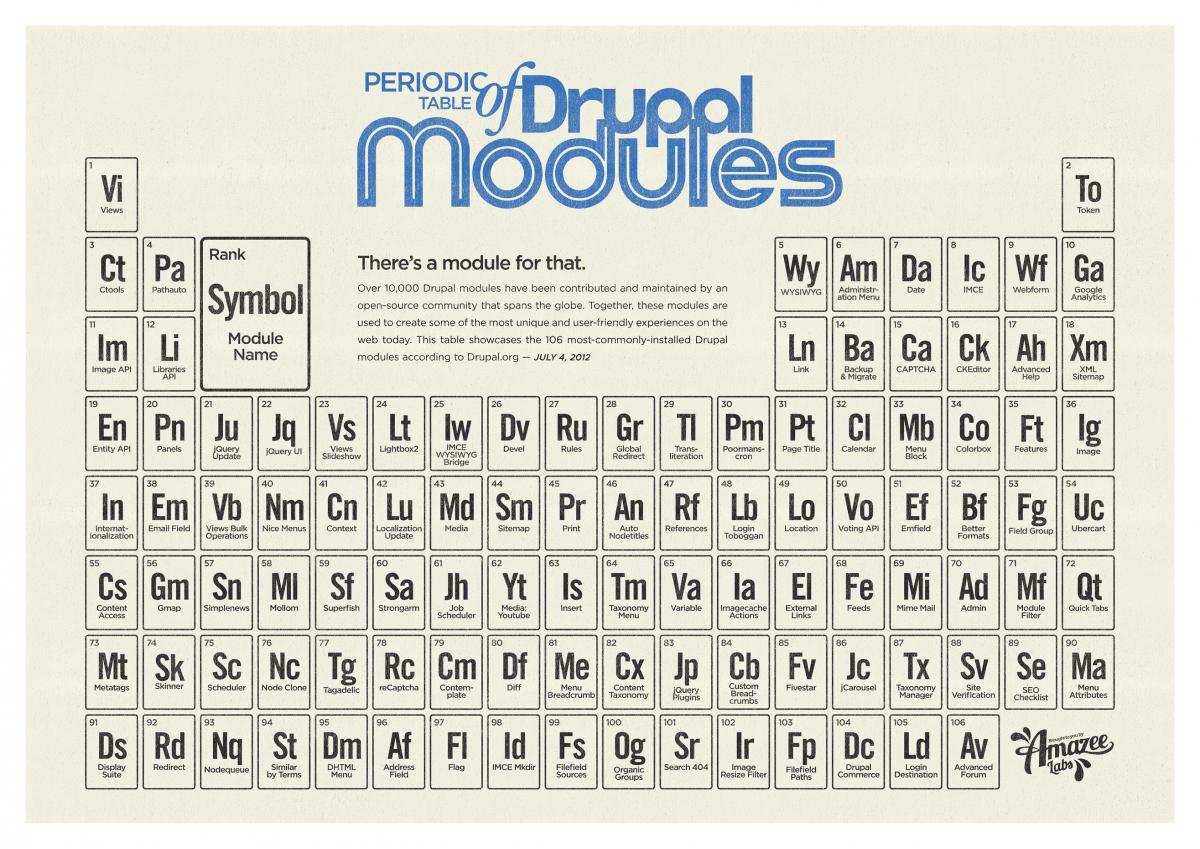 PERIODIC
TABLE
of
Drupal
Modules
1
Vi
Views
2
To
Token
3
Ct
Ctools
4
Pa
Pathauto
Rank
Symbol
Module
Name
There's a module for that.
Over 10,000 Drupal modules have been contributed and maintained by an
open-source community that spans the globe. Together, these modules are
used to create some of the most unique and user-friendly experiences on the
web today. This table showcases the 106 most-commonly-installed Drupal
modules according to Drupal.org — JULY 4, 2012
5
Wy
WYSIWYG
6
Am
Administr-
ation Menu
7
Da
Date
8
Ic
IMCE
9
Wf
Webform
10
Ga
Google
Analytics
11
Im
Image API
12
Li
Libraries
API
13
Ln
Link
14
Ba
Backup
& Migrate
15
Ca
CAPTCHA
16
Ck
CKEditor
17
Ah
Advanced
Help
18
Xm
XML
Sitemap
19
En
Entity API
20
Pn
Panels
21
Ju
jQuery
Update
22
Jq
jQuery UI
23
Vs
Views
Slideshow
24
Lt
Lightbox2
25
Iw
IMCE
WYSIWYG
Bridge
26
Dv
Devel
27
Ru
Rules
28
Gr
Global
Redirect
29
Tl
Trans-
literation
30
Pm
Poormans-
cron
31
Pt
Page Title
32
Cl
Calendar
33
Mb
Menu
Block
34
Co
Colorbox
35
Ft
Features
36
Ig
Image
37
In
Internat-
ionalization
38
Em
Email Field
39
Vb
Views Bulk
Operations
40
Nm
Nice Menus
41
Cn
Context
42
Lu
Localization
Update
43
Md
Media
44
Sm
Sitemap
45
Pr
Print
46
An
Auto
Nodetitles
47
Rf
References
48
Lb
Login
Toboggan
49
Lo
Location
50
Vo
Voting API
51
Ef
Emfield
52
Bf
Better
Formats
53
Fg
Field Group
54
Uc
Ubercart
55
Cs
Content
Access
56
Gm
Gmap
57
Sn
Simplenews
58
Ml
Mollom
59
Sf
Superfish
60
Sa
Strongarm
61
Jh
Job
Scheduler
62
Yt
Media:
Youtube
63
Is
Insert
64
Tm
Taxonomy
Menu
65
Va
Variable
66
Ia
Imagecache
Actions
67
El
External
Links
68
Fe
Feeds
69
Mi
Mime Mail
70
Ad
Admin
71
Mf
Module
Filter
72
Qt
Quick Tabs
73
Mt
Metatags
74
Sk
Skinner
75
Sc
Scheduler
76
Nc
Node Clone
77
Tg
Tagadelic
78
Rc
reCaptcha
79
Cm
Contem-
plate
80
Df
Diff
81
Me
Menu
Breadcrumb
82
Cx
Content
Taxonomy
83
Jp
jQuery
Plugins
84
Cb
Custom
Bread-
crumbs
85
Fv
Fivestar
86
Jc
jCarousel
87
Tx
Taxonomy
Manager
88
Sv
Site
Verification
89
Se
SEO
Checklist
90
Ma
Menu
Attributes
91
Ds
Display
Suite
92
Rd
Redirect
93
Nq
Nodequeue
94
St
Similar
by Terms
95
Dm
DHTML
Menu
96
Af
Address
Field
97
Fl
Flag
98
Id
IMCE Mkdir
99
Fs
Filefield
Sources
100
Og
Organic
Groups
101
Sr
Search 404
102
Ir
Image
Resize Filter
103
Fp
Filefield
Paths
104
Dc
Drupal
Commerce
105
Ld
Login
Destination
106
Av
Advanced
Forum
Brought to you by
Amazee
Labs